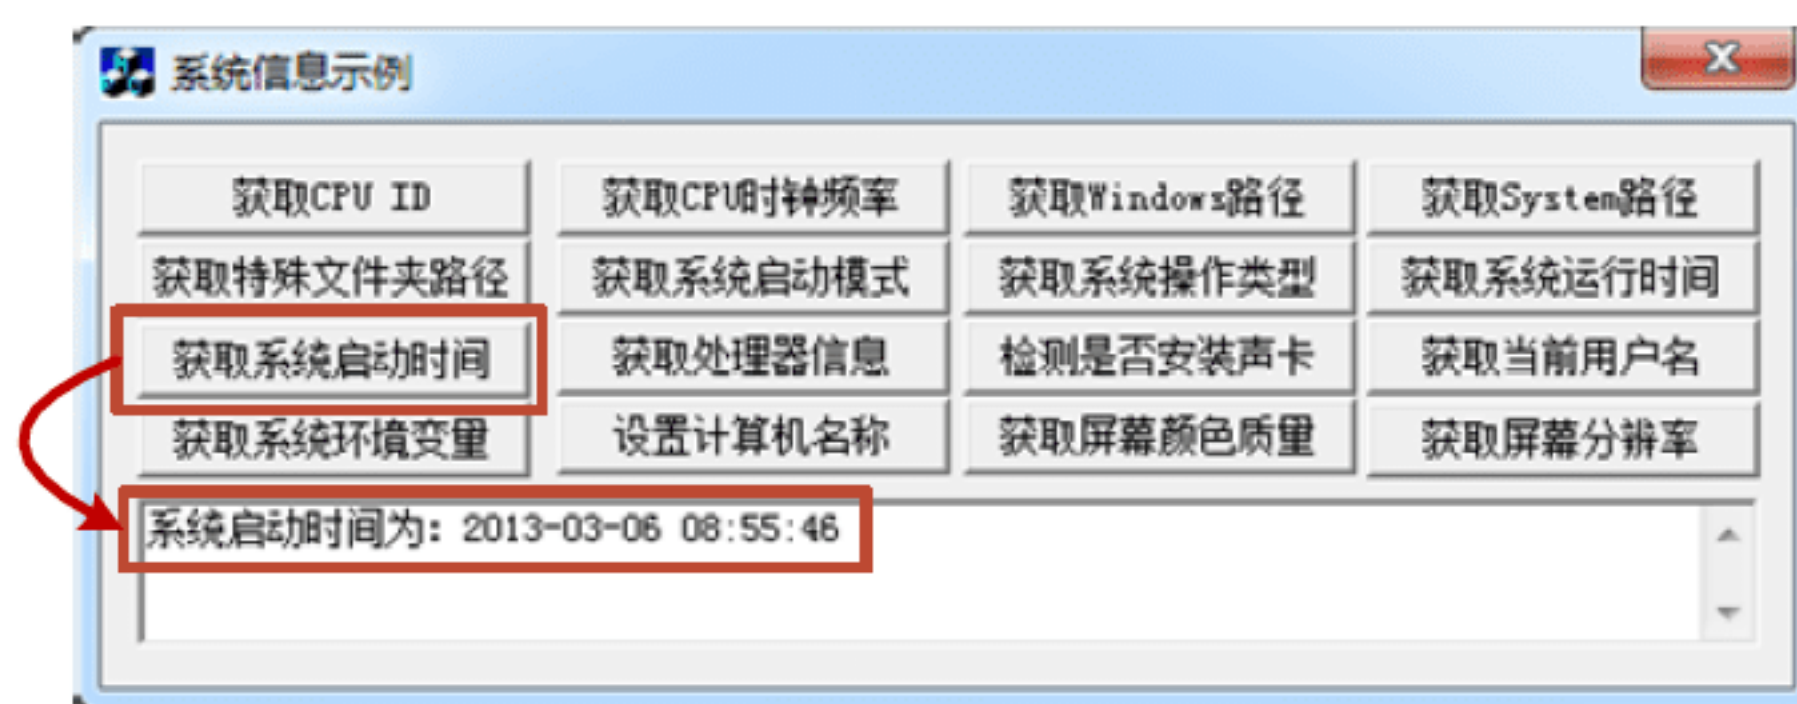 系统信息示例
获取CPU ID 获取CPU时钟频率 获取Windows路径 获取System路径
获取特殊文件夹路径 获取系统启动模式 获取系统操作类型 获取系统运行时间
获取系统启动时间 获取处理器信息 检测是否安装声卡 获取当前用户名
获取系统环境变量 设置计算机名称 获取屏幕颜色质量 获取屏幕分辨率
系统启动时间为: 2013-03-06 08:55:46